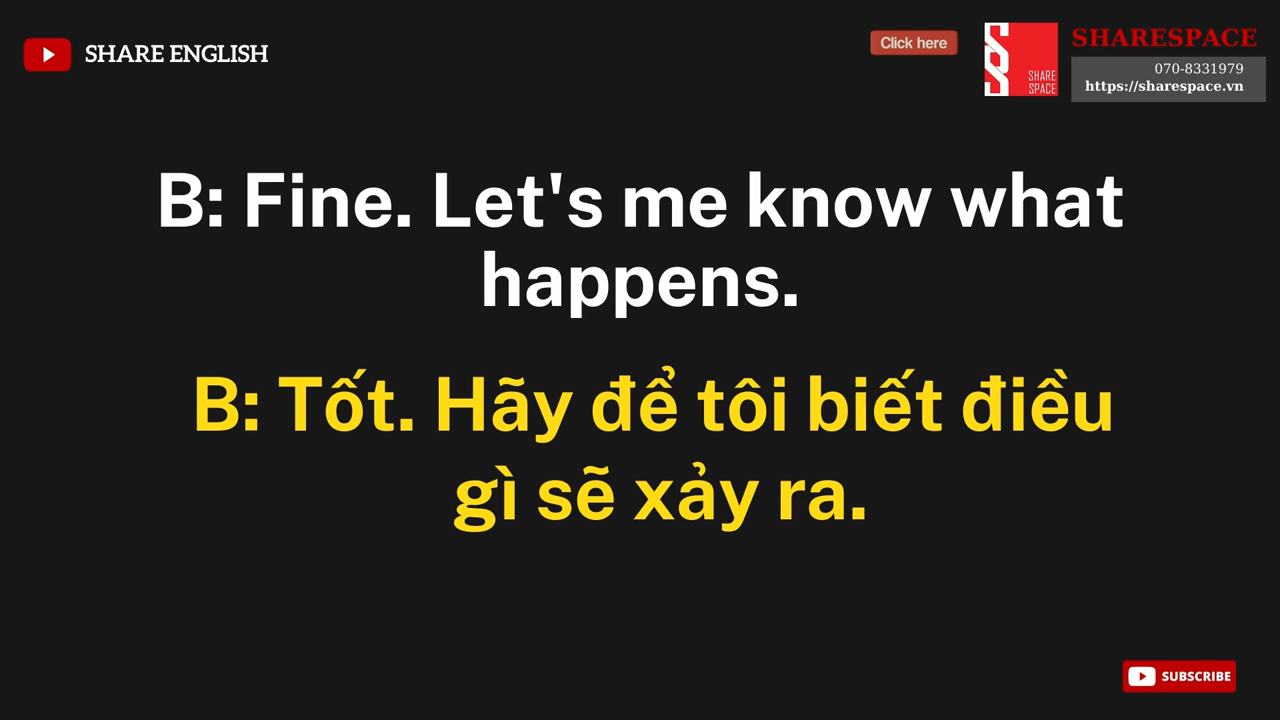 SHARE ENGLISH
Click here
SHARE
SPACE
SHARESPACE
070-8331979
https://sharespace.vn
B: Fine. Let's me know what
happens.
B: Tốt. Hãy để tôi biết điều
gì sẽ xảy ra.
SUBSCRIBE